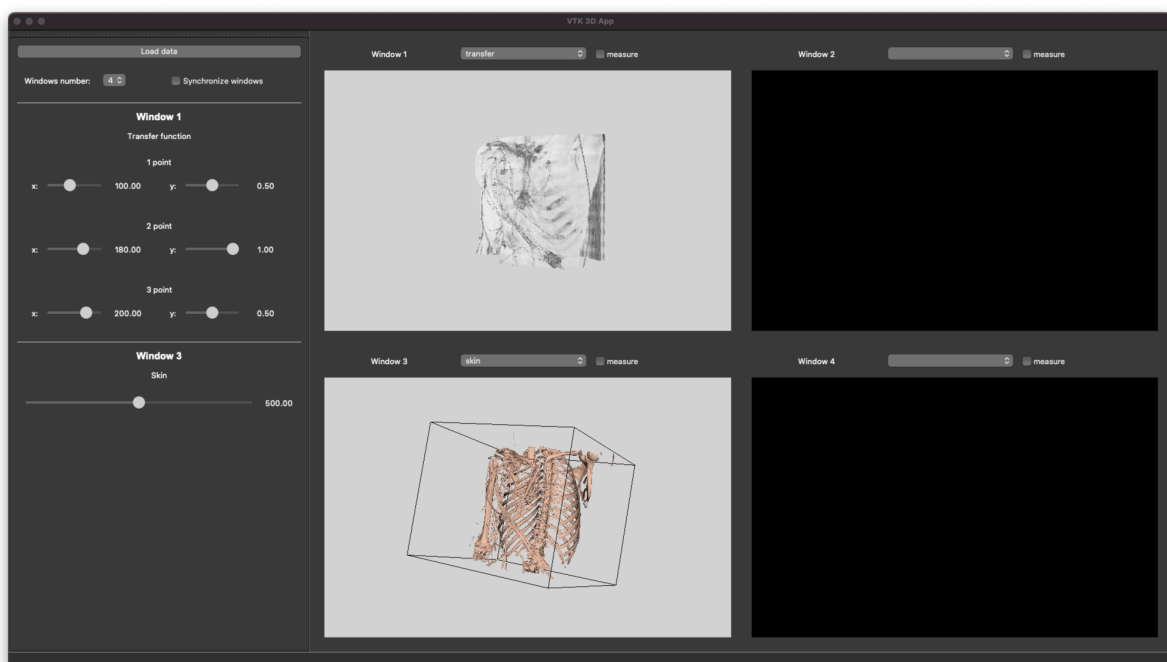 VTK 3D App
Load data
Windows number: 4 Synchronize windows
Window 1
Transfer function
1 point
x: 100.00 y: 0.50
2 point
x: 180.00 y: 1.00
3 point
x: 200.00 y: 0.50
Window 3
Skin
500.00
Window 1 transfer measure
Window 2 measure
Window 3 skin measure
Window 4 measure